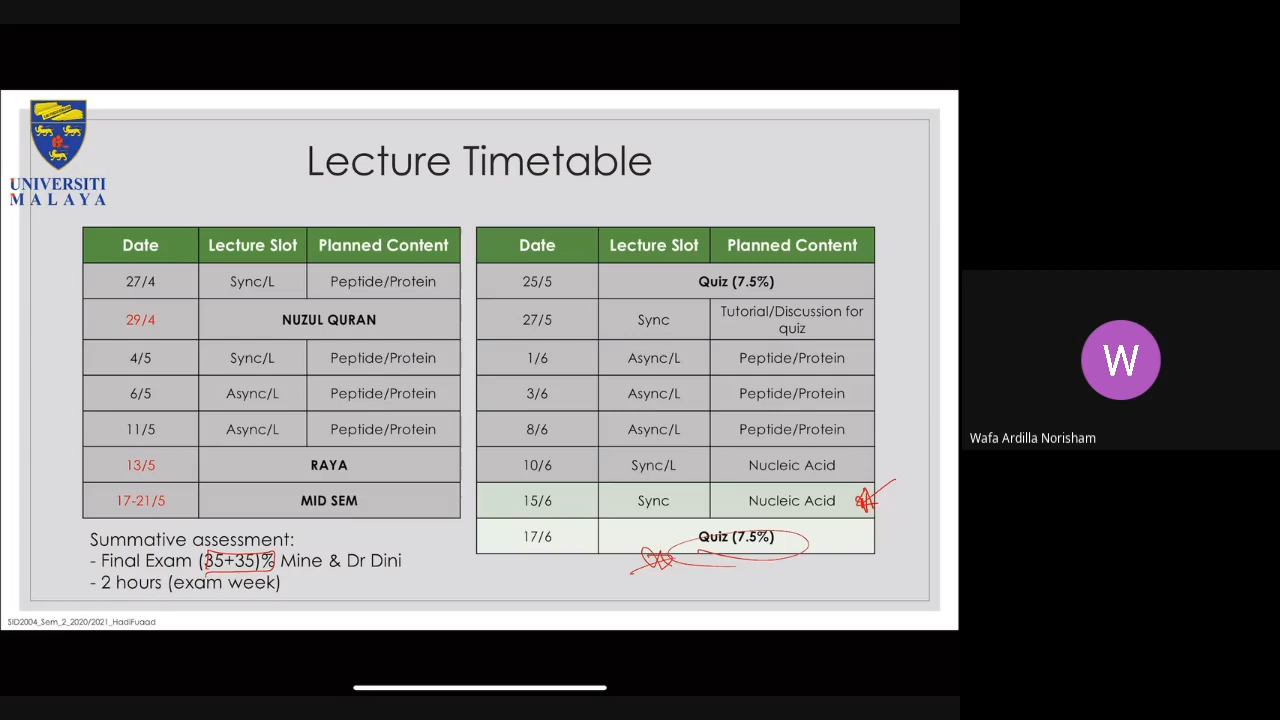 UNIVERSITI
MALAYA
Lecture Timetable
Date Lecture Slot Planned Content
27/4 Sync/L Peptide/Protein
29/4 NUZUL QURAN
4/5 Sync/L Peptide/Protein
6/5 Async/L Peptide/Protein
11/5 Async/L Peptide/Protein
13/5 RAYA
17-21/5 MID SEM
Date Lecture Slot Planned Content
25/5 Quiz (7.5%)
27/5 Sync Tutorial/Discussion for
quiz
1/6 Async/L Peptide/Protein
3/6 Async/L Peptide/Protein
8/6 Async/L Peptide/Protein
10/6 Sync/L Nucleic Acid
15/6 Sync Nucleic Acid
17/6 Quiz (7.5%)
Summative assessment:
- Final Exam (35+35)% Mine & Dr Dini
- 2 hours (exam week)
SID2004_Sem_2_2020/2021_HadiFuaad
W
Wafa Ardilla Norisham